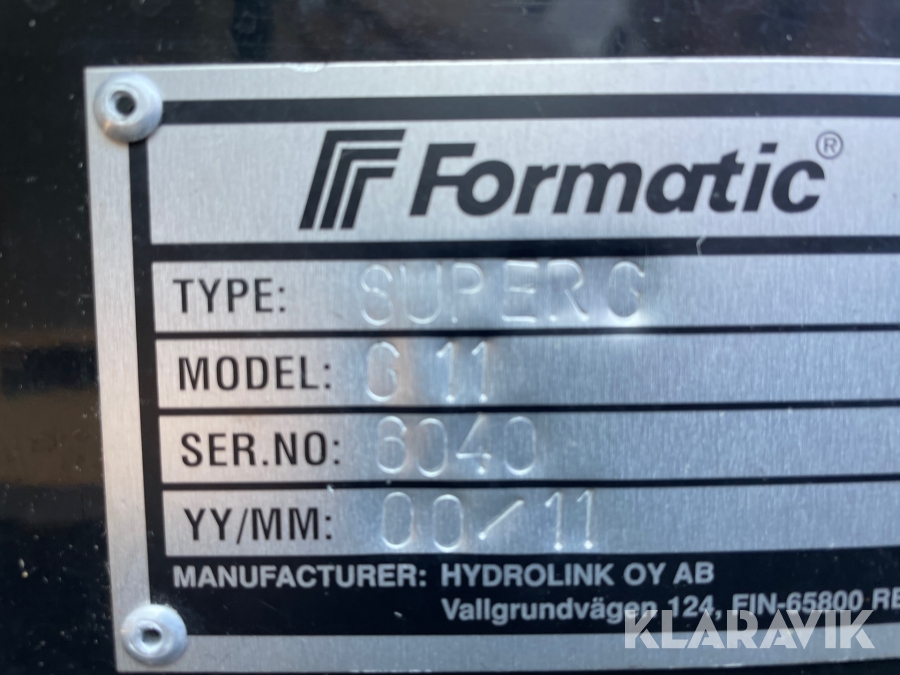 Formatic®
TYPE: SUPER G
MODEL: G 11
SER.NO: 6040
YY/MM: 00/11
MANUFACTURER: HYDROLINK OY AB
Vallgrundvägen 124, FIN-65800 RE
KLARAVIK